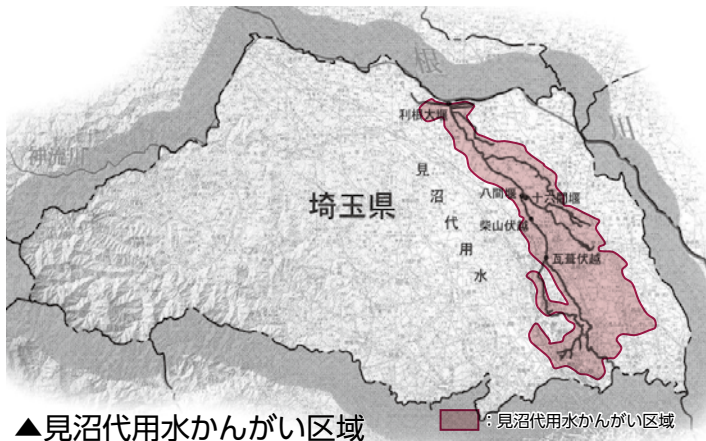 根
川
利根大堰
神流川
見沼代用水
八間堰
十六間堰
埼玉県
柴山伏越
瓦葺伏越
▲見沼代用水かんがい区域
：見沼代用水かんがい区域